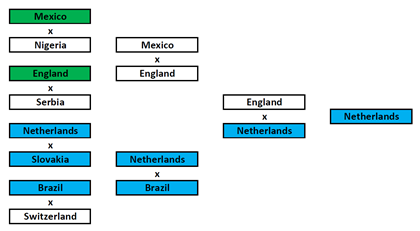 Mexico
x
Nigeria
England
x
Serbia
Netherlands
x
Slovakia
Brazil
x
Switzerland
Mexico
x
England
Netherlands
x
Brazil
England
x
Netherlands
Netherlands